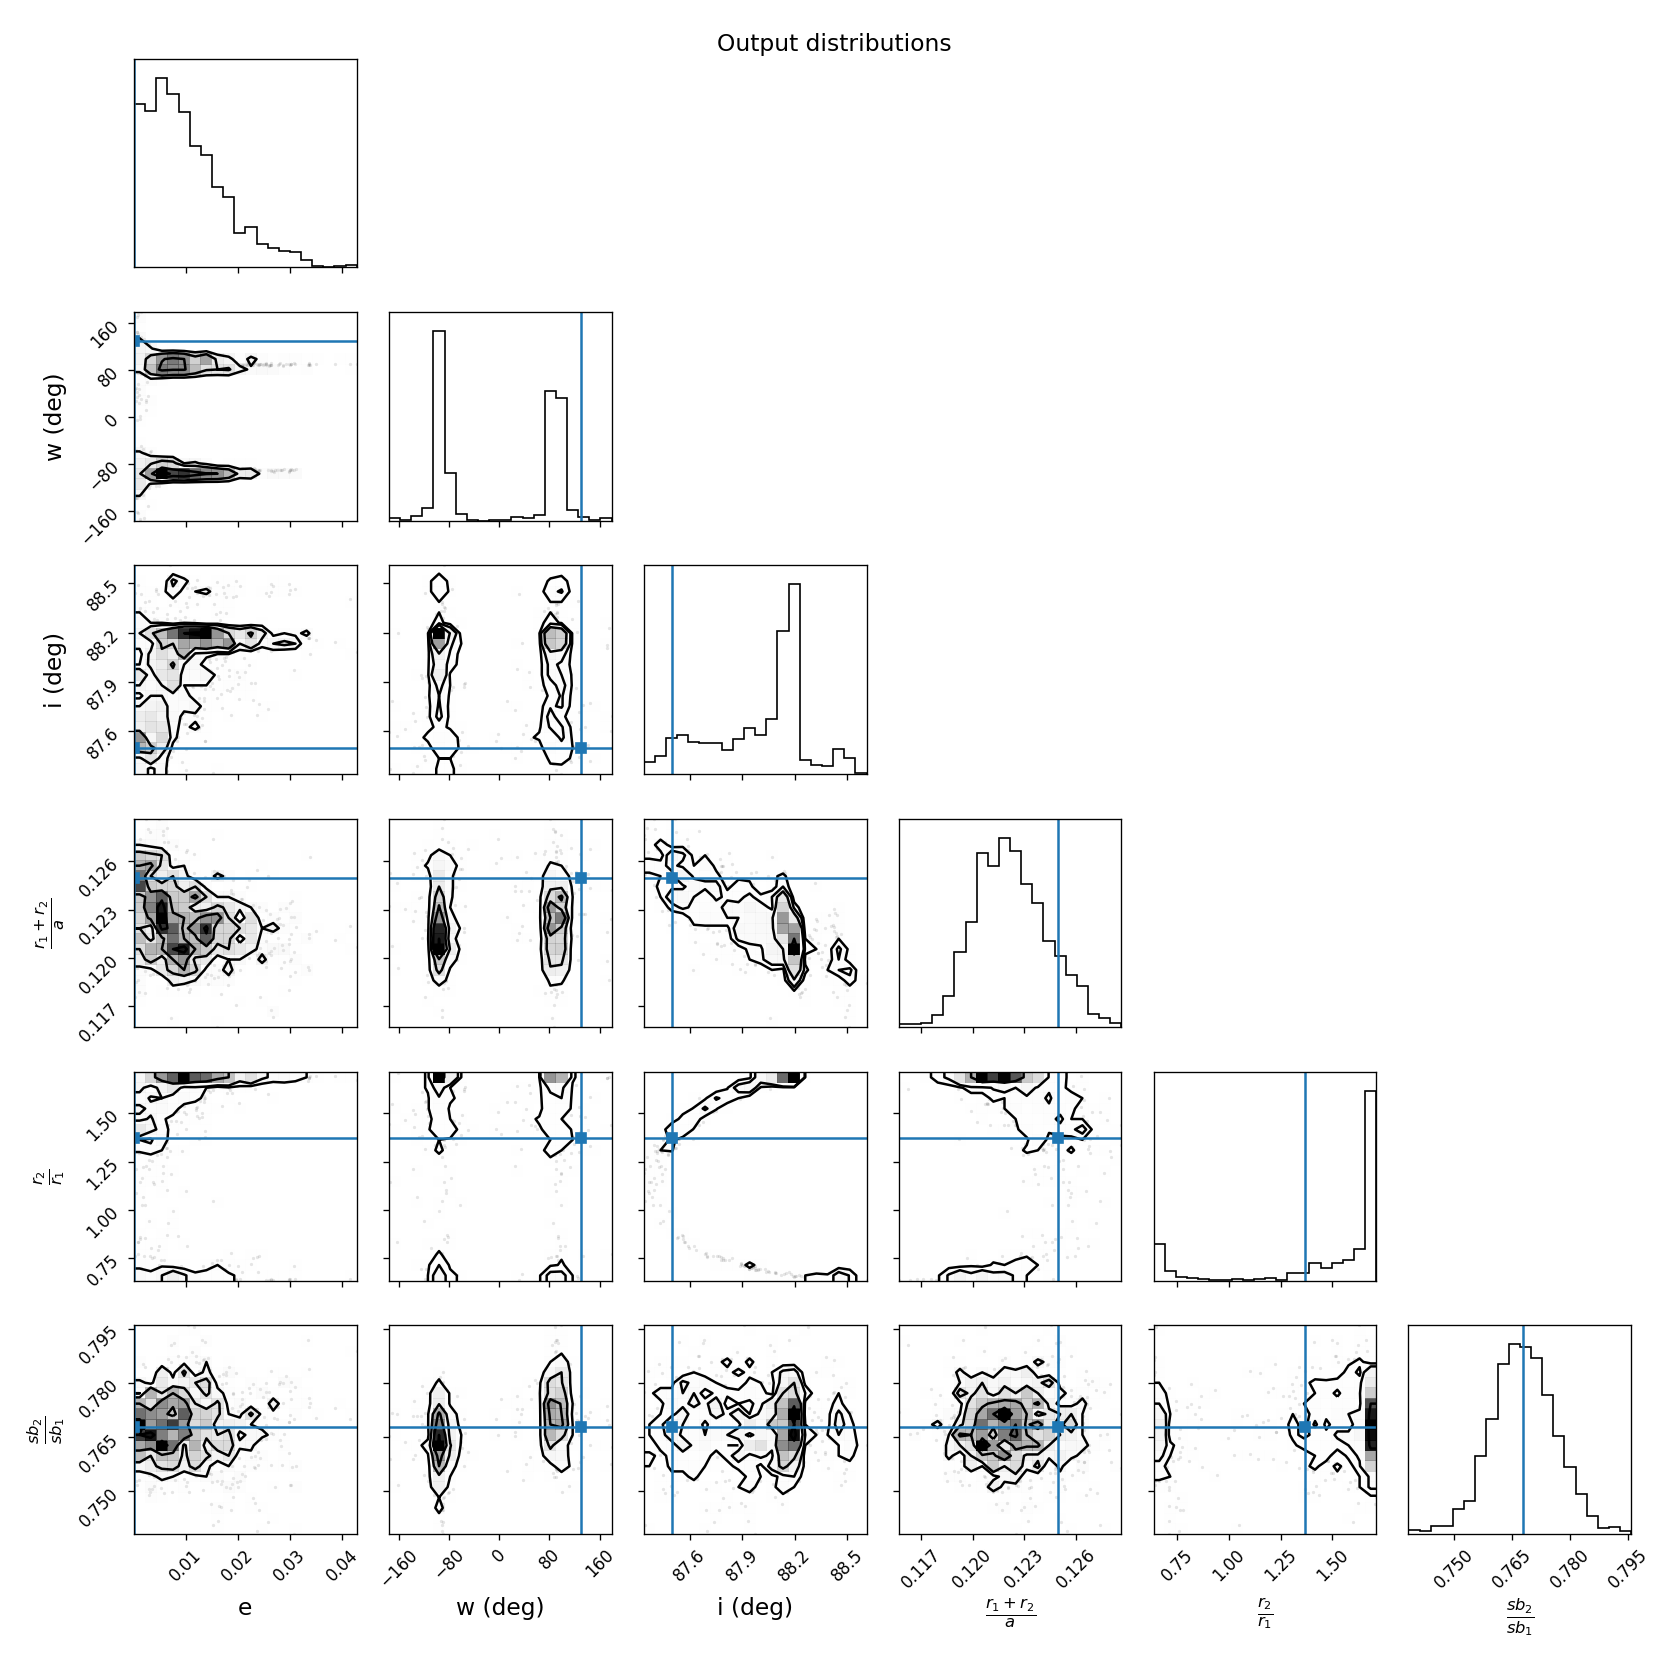 Output distributions
160
80
0
−80
−160
w (deg)
88.5
88.2
87.9
87.6
i (deg)
0.126
0.123
0.120
0.117
r₁ + r₂
a
1.50
1.25
1.00
0.75
r₂
r₁
0.795
0.780
0.765
0.750
sb₂
sb₁
0.01 0.02 0.03 0.04
−160 −80 0 80 160
87.6 87.9 88.2 88.5
0.117 0.120 0.123 0.126
0.75 1.00 1.25 1.50
0.750 0.765 0.780 0.795
e
w (deg)
i (deg)
r₁ + r₂
a
r₂
r₁
sb₂
sb₁